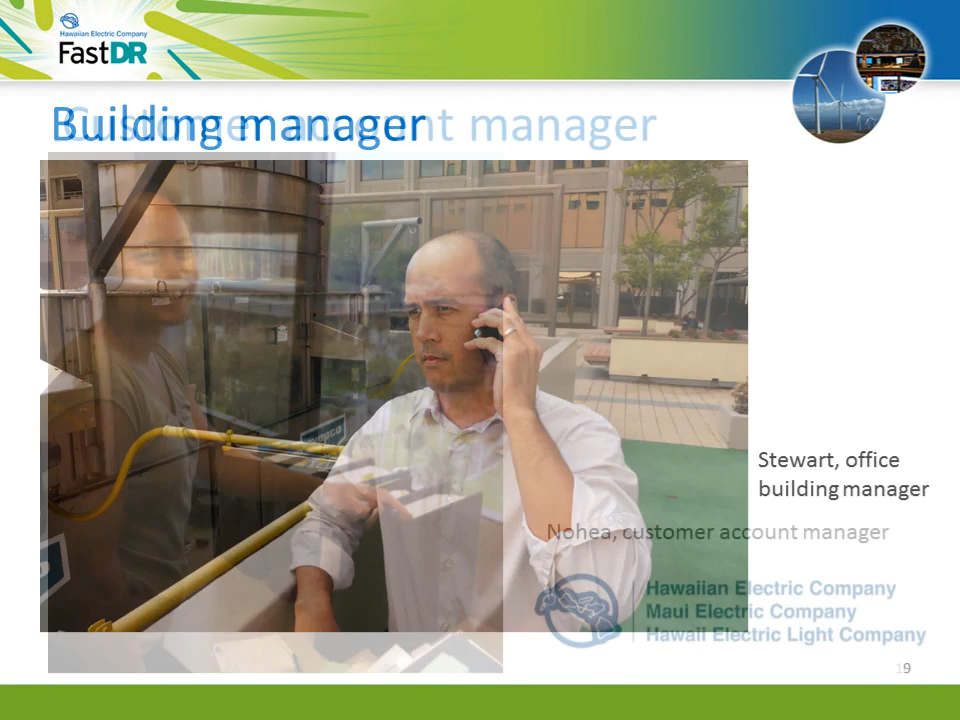 Hawaiian Electric Company
FastDR
Building manager
Customer account manager
Stewart, office
building manager
Nohea, customer account manager
Hawaiian Electric Company
Maui Electric Company
Hawaii Electric Light Company
9